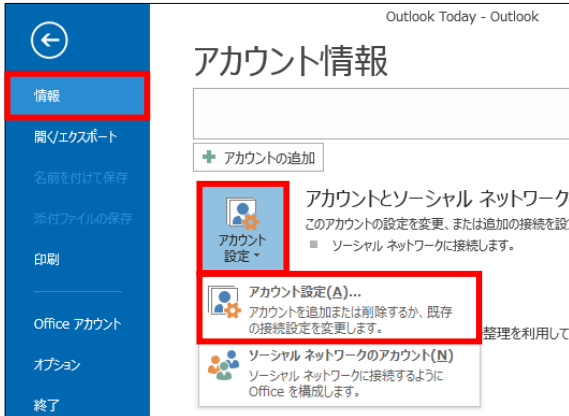 Outlook Today - Outlook
アカウント情報
情報
開く/エクスポート
名前を付けて保存
添付ファイルの保存
印刷
Office アカウント
オプション
終了
アカウントの追加
アカウント
設定
アカウントとソーシャル ネットワーク
このアカウントの設定を変更、または追加の接続を設
ソーシャル ネットワークに接続します。
アカウント設定(A)...
アカウントを追加または削除するか、既存
の接続設定を変更します。
整理を利用して
ソーシャル ネットワークのアカウント(N)
ソーシャル ネットワークに接続するように
Office を構成します。